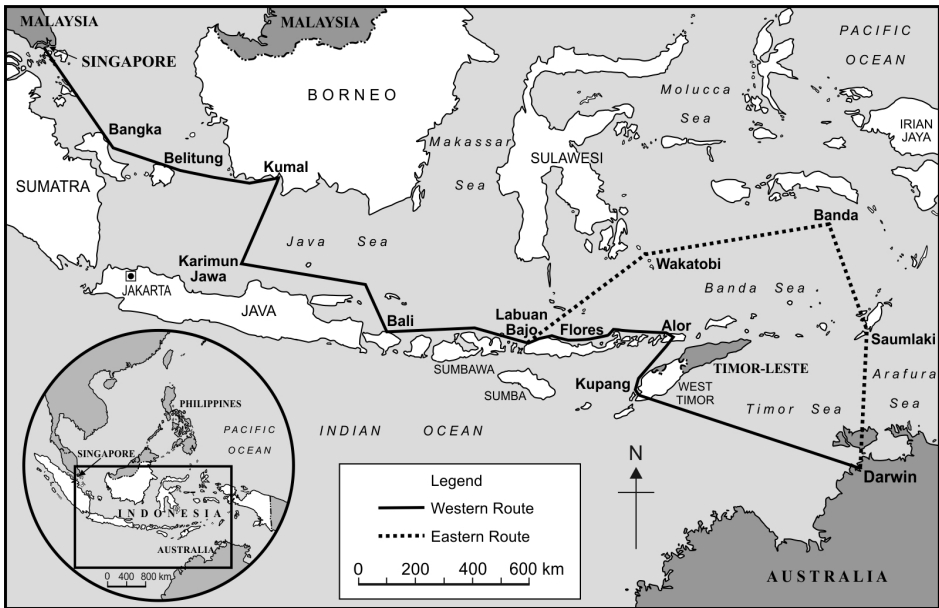 MALAYSIA
MALAYSIA
SINGAPORE
PACIFIC
OCEAN
BORNEO
Molucca
Sea
IRIAN
JAYA
Bangka
Belitung
Kumal
Makassar
Sea
SULAWESI
SUMATRA
Banda
Java Sea
Karimun
Jawa
Wakatobi
JAKARTA
JAVA
Banda Sea
Bali
Labuan
Bajo
Flores
Alor
Saumlaki
SUMBAWA
SUMBA
Kupang
WEST
TIMOR
TIMOR-LESTE
Arafura
Sea
Timor Sea
INDIAN OCEAN
Darwin
AUSTRALIA
N
PHILIPPINES
PACIFIC
OCEAN
SINGAPORE
INDONESIA
AUSTRALIA
0 400 800 km
Legend
Western Route
Eastern Route
0 200 400 600 km